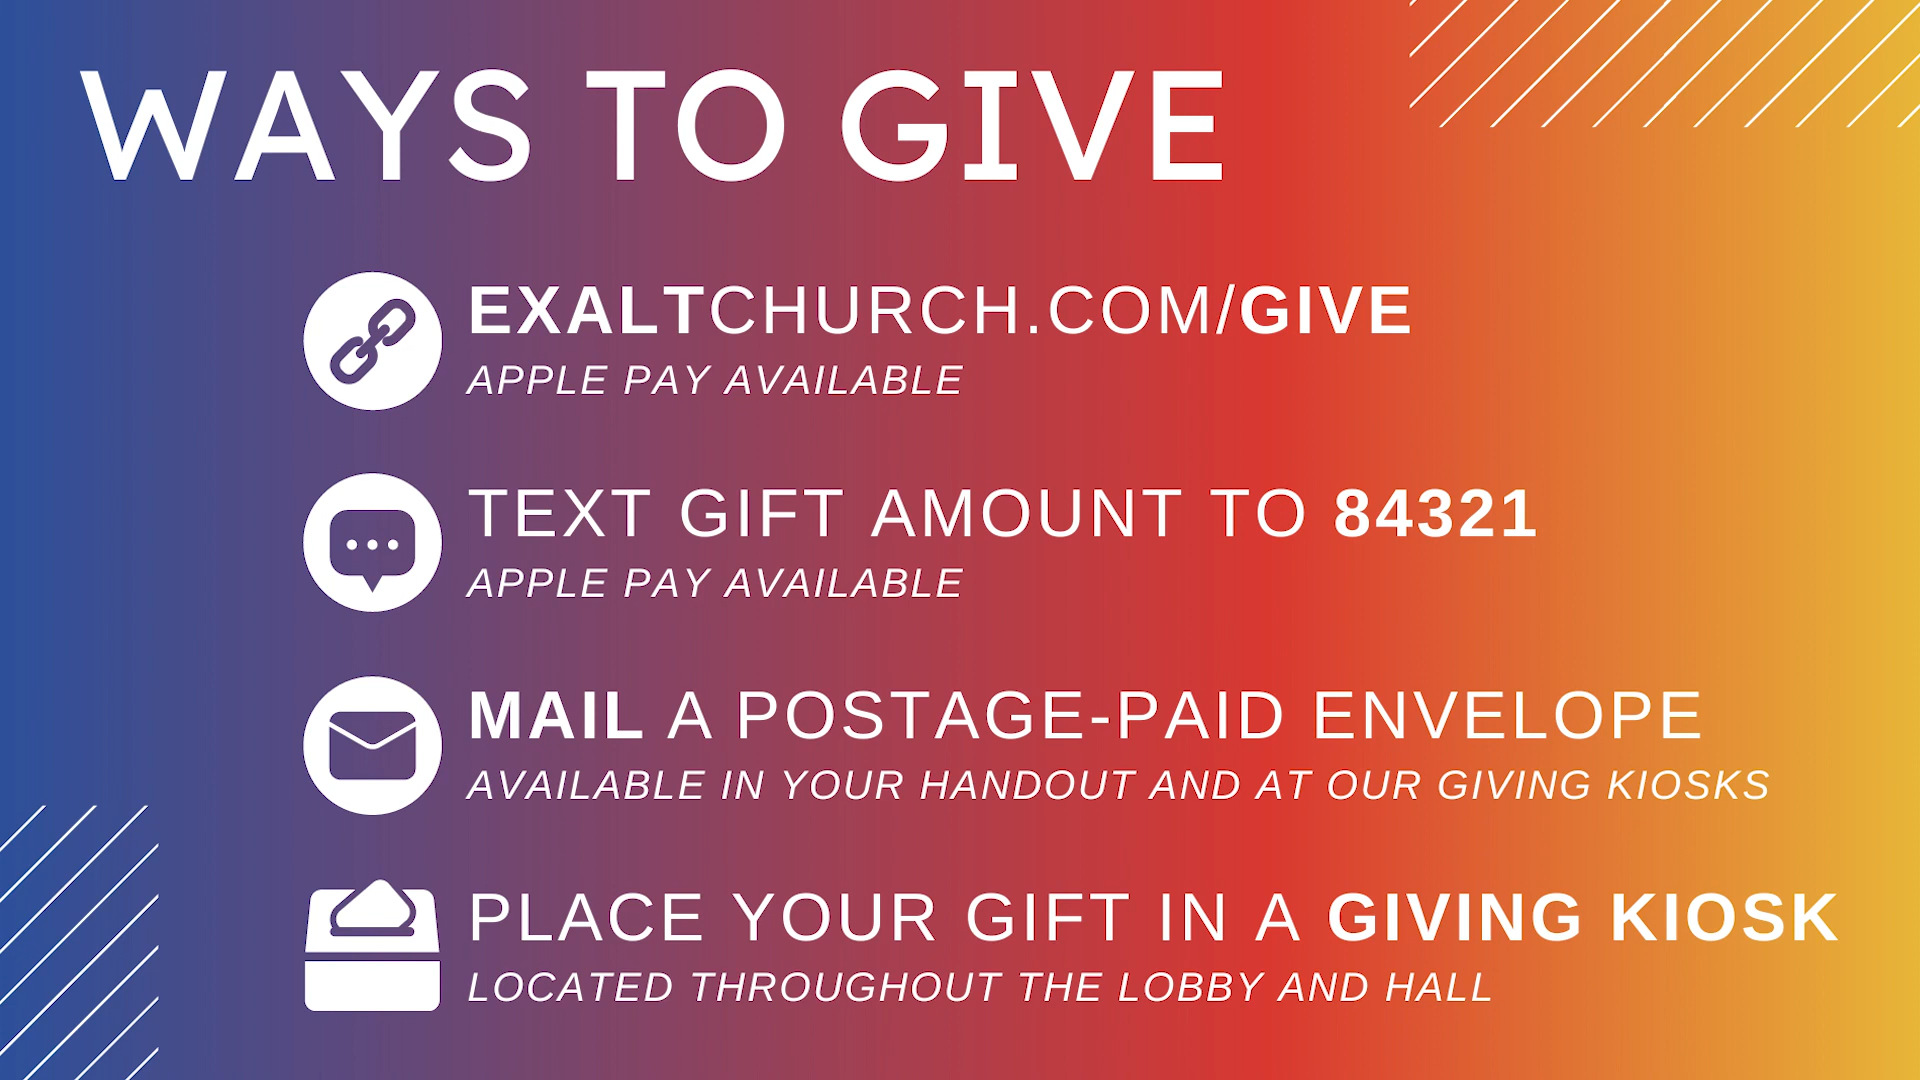 WAYS TO GIVE
EXALTCHURCH.COM/GIVE
APPLE PAY AVAILABLE
TEXT GIFT AMOUNT TO 84321
APPLE PAY AVAILABLE
MAIL A POSTAGE-PAID ENVELOPE
AVAILABLE IN YOUR HANDOUT AND AT OUR GIVING KIOSKS
PLACE YOUR GIFT IN A GIVING KIOSK
LOCATED THROUGHOUT THE LOBBY AND HALL